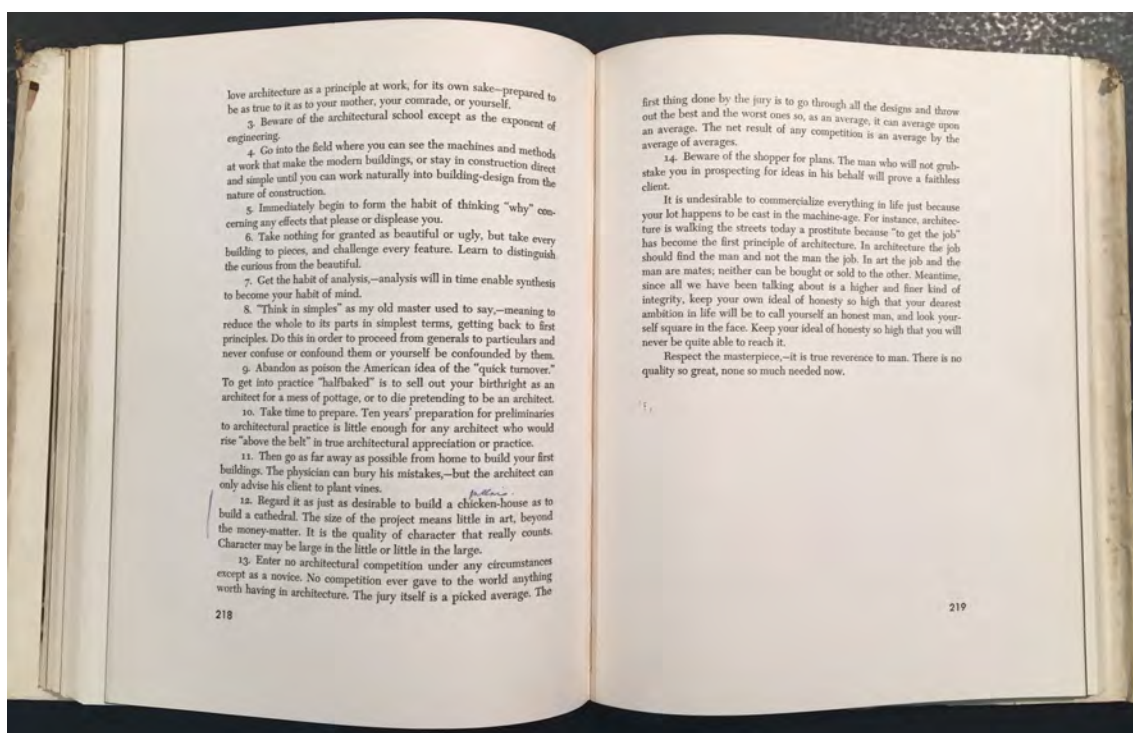 love architecture as a principle at work, for its own sake—prepared to
be as true to it as to your mother, your comrade, or yourself.
3. Beware of the architectural school except as the exponent of
engineering.
4. Go into the field where you can see the machines and methods
at work that make the modern buildings, or stay in construction direct
and simple until you can work naturally into building-design from the
nature of construction.
5. Immediately begin to form the habit of thinking "why" con-
cerning any effects that please or displease you.
6. Take nothing for granted as beautiful or ugly, but take every
building to pieces, and challenge every feature. Learn to distinguish
the curious from the beautiful.
7. Get the habit of analysis,—analysis will in time enable synthesis
to become your habit of mind.
8. "Think in simples" as my old master used to say,—meaning to
reduce the whole to its parts in simplest terms, getting back to first
principles. Do this in order to proceed from generals to particulars and
never confuse or confound them or yourself be confounded by them.
9. Abandon as poison the American idea of the "quick turnover."
To get into practice "halfbaked" is to sell out your birthright as an
architect for a mess of pottage, or to die pretending to be an architect.
10. Take time to prepare. Ten years' preparation for preliminaries
to architectural practice is little enough for any architect who would
rise "above the belt" in true architectural appreciation or practice.
11. Then go as far away as possible from home to build your first
buildings. The physician can bury his mistakes,—but the architect can
only advise his client to plant vines.
12. Regard it as just as desirable to build a chicken-house as to
build a cathedral. The size of the project means little in art, beyond
the money-matter. It is the quality of character that really counts.
Character may be large in the little or little in the large.
13. Enter no architectural competition under any circumstances
except as a novice. No competition ever gave to the world anything
worth having in architecture. The jury itself is a picked average. The
218
first thing done by the jury is to go through all the designs and throw
out the best and the worst ones so, as an average, it can average upon
an average. The net result of any competition is an average by the
average of averages.
14. Beware of the shopper for plans. The man who will not grub-
stake you in prospecting for ideas in his behalf will prove a faithless
client.
It is undesirable to commercialize everything in life just because
your lot happens to be cast in the machine-age. For instance, architec-
ture is walking the streets today a prostitute because "to get the job"
has become the first principle of architecture. In architecture the job
should find the man and not the man the job. In art the job and the
man are mates; neither can be bought or sold to the other. Meantime,
since all we have been talking about is a higher and finer kind of
integrity, keep your own ideal of honesty so high that your dearest
ambition in life will be to call yourself an honest man, and look your-
self square in the face. Keep your ideal of honesty so high that you will
never be quite able to reach it.
Respect the masterpiece,—it is true reverence to man. There is no
quality so great, none so much needed now.
219